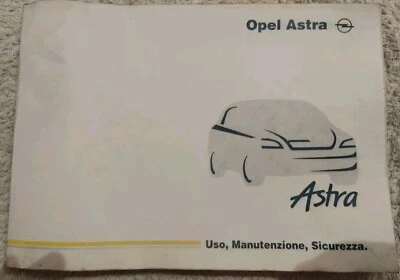 Opel Astra
Astra
Uso, Manutenzione, Sicurezza.